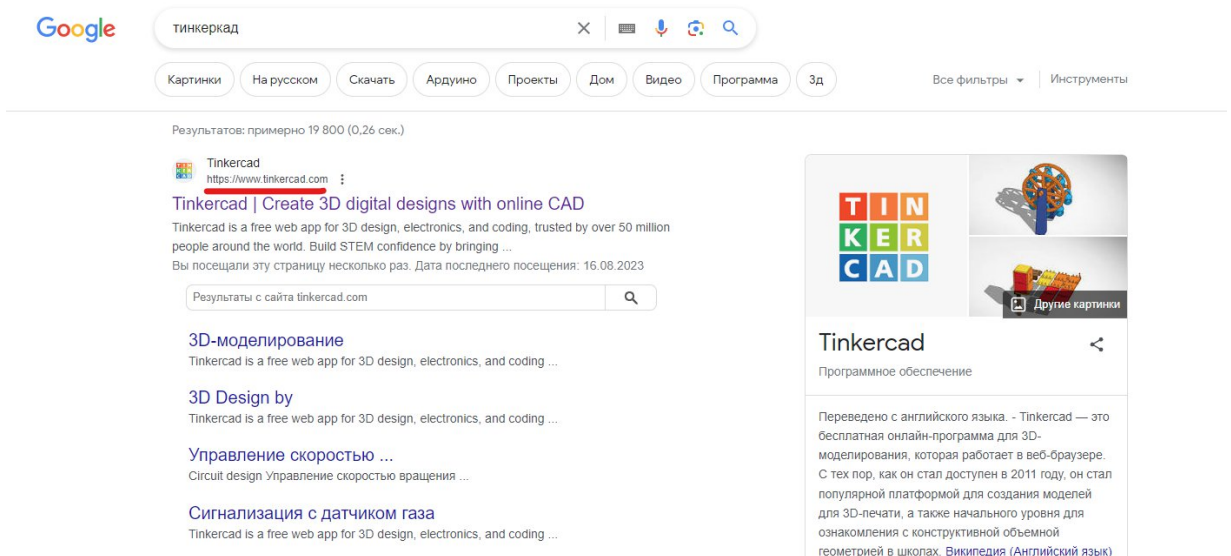 Google
тинкеркад
Картинки
На русском
Скачать
Ардуино
Проекты
Дом
Видео
Программа
3д
Все фильтры
Инструменты
Результатов: примерно 19 800 (0,26 сек.)
Tinkercad
https://www.tinkercad.com
Tinkercad | Create 3D digital designs with online CAD
Tinkercad is a free web app for 3D design, electronics, and coding, trusted by over 50 million
people around the world. Build STEM confidence by bringing ...
Вы посещали эту страницу несколько раз. Дата последнего посещения: 16.08.2023
Результаты с сайта tinkercad.com
3D-моделирование
Tinkercad is a free web app for 3D design, electronics, and coding ...
3D Design by
Tinkercad is a free web app for 3D design, electronics, and coding ...
Управление скоростью ...
Circuit design Управление скоростью вращения ...
Сигнализация с датчиком газа
Tinkercad is a free web app for 3D design, electronics, and coding ...
TIN
KER
CAD
Другие картинки
Tinkercad
Программное обеспечение
Переведено с английского языка. - Tinkercad — это
бесплатная онлайн-программа для 3D-
моделирования, которая работает в веб-браузере.
С тех пор, как он стал доступен в 2011 году, он стал
популярной платформой для создания моделей
для 3D-печати, а также начального уровня для
ознакомления с конструктивной объемной
геометрией в школах. Википедия (Английский язык)